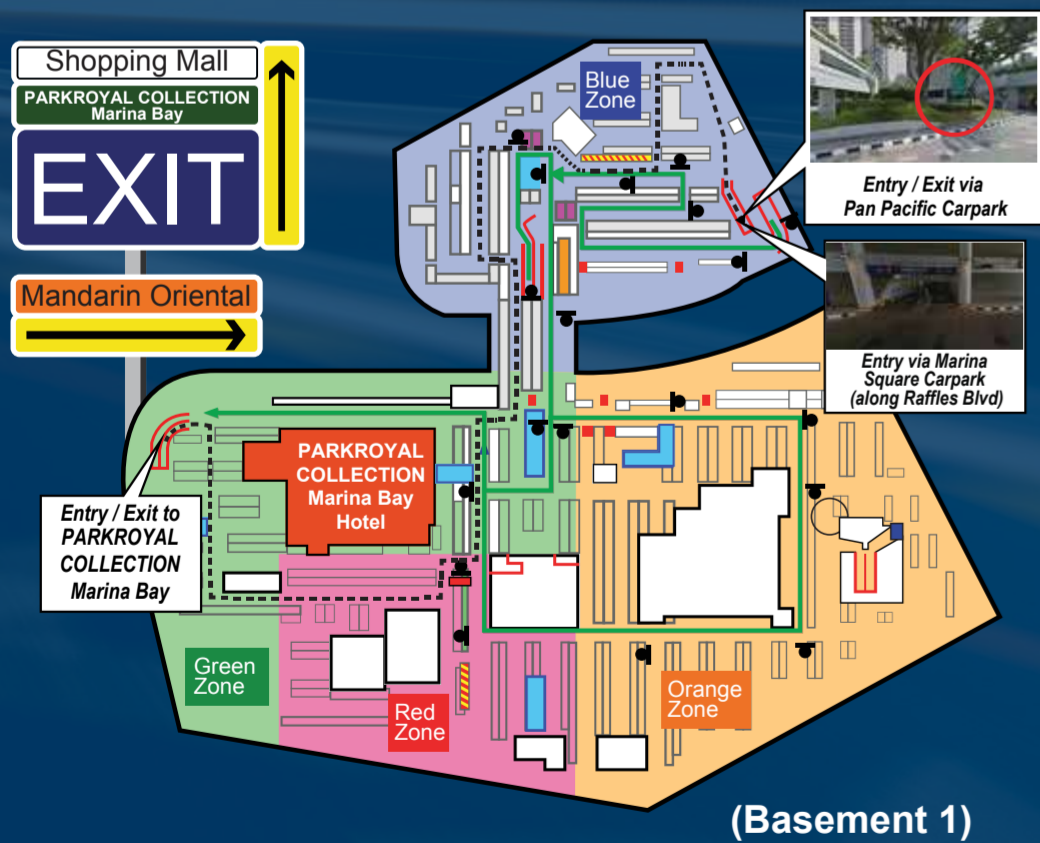 Shopping Mall
PARKROYAL COLLECTION
Marina Bay
EXIT
Mandarin Oriental
Blue
Zone
Entry / Exit via
Pan Pacific Carpark
Entry via Marina
Square Carpark
(along Raffles Blvd)
PARKROYAL
COLLECTION
Marina Bay
Hotel
Entry / Exit to
PARKROYAL
COLLECTION
Marina Bay
Green
Zone
Red
Zone
Orange
Zone
(Basement 1)